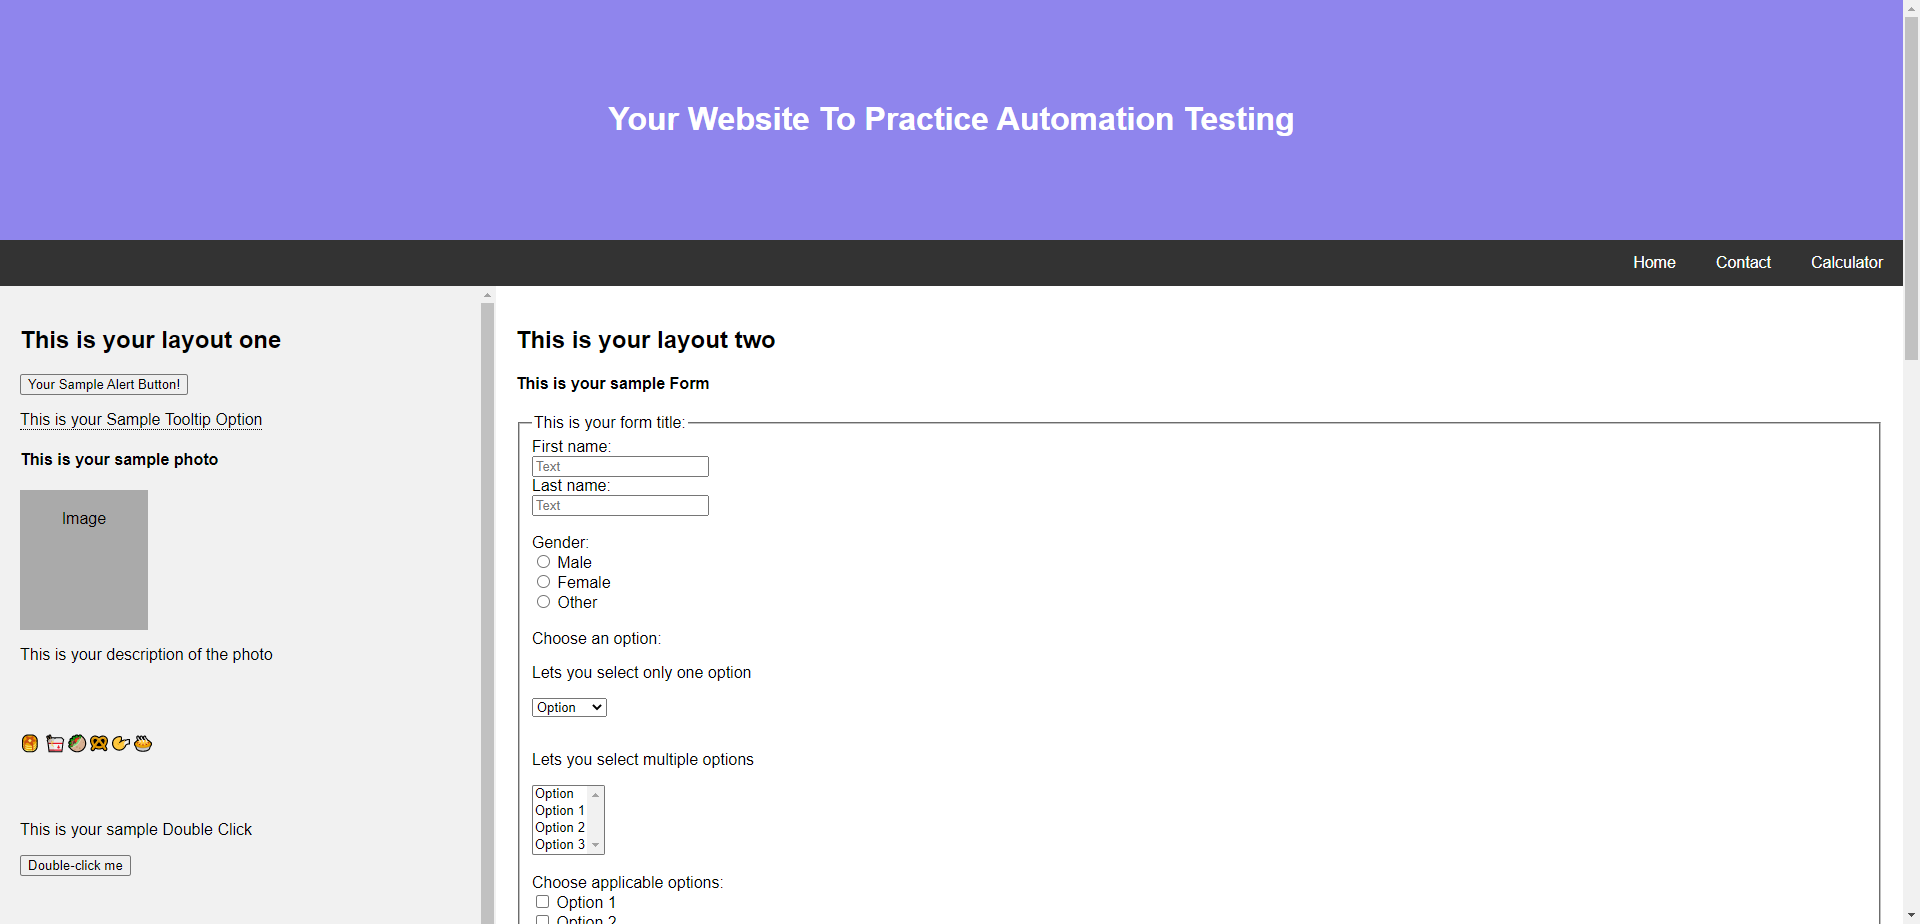 Your Website To Practice Automation Testing
Home Contact Calculator
This is your layout one
Your Sample Alert Button!
This is your Sample Tooltip Option
This is your sample photo
Image
This is your description of the photo
This is your sample Double Click
Double-click me
This is your layout two
This is your sample Form
This is your form title:
First name:
Text
Last name:
Text
Gender:
Male
Female
Other
Choose an option:
Lets you select only one option
Option
Lets you select multiple options
Option
Option 1
Option 2
Option 3
Choose applicable options:
Option 1
Option 2